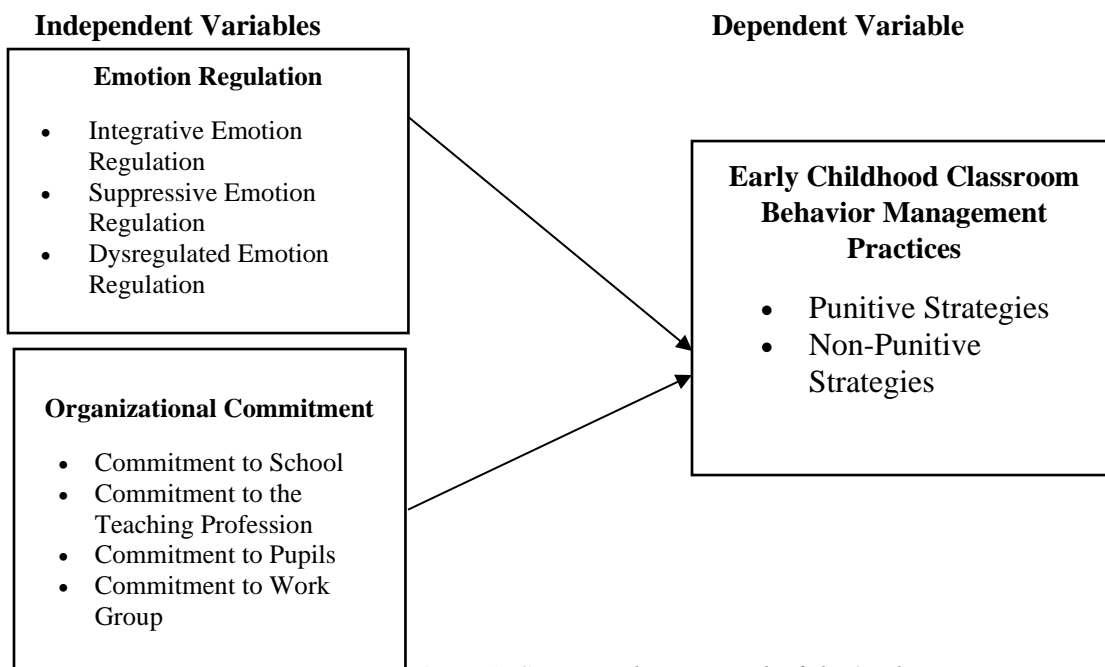 Independent Variables
Dependent Variable
Emotion Regulation
• Integrative Emotion
Regulation
• Suppressive Emotion
Regulation
• Dysregulated Emotion
Regulation
Early Childhood Classroom
Behavior Management
Practices
• Punitive Strategies
• Non-Punitive
Strategies
Organizational Commitment
• Commitment to School
• Commitment to the
Teaching Profession
• Commitment to Pupils
• Commitment to Work
Group